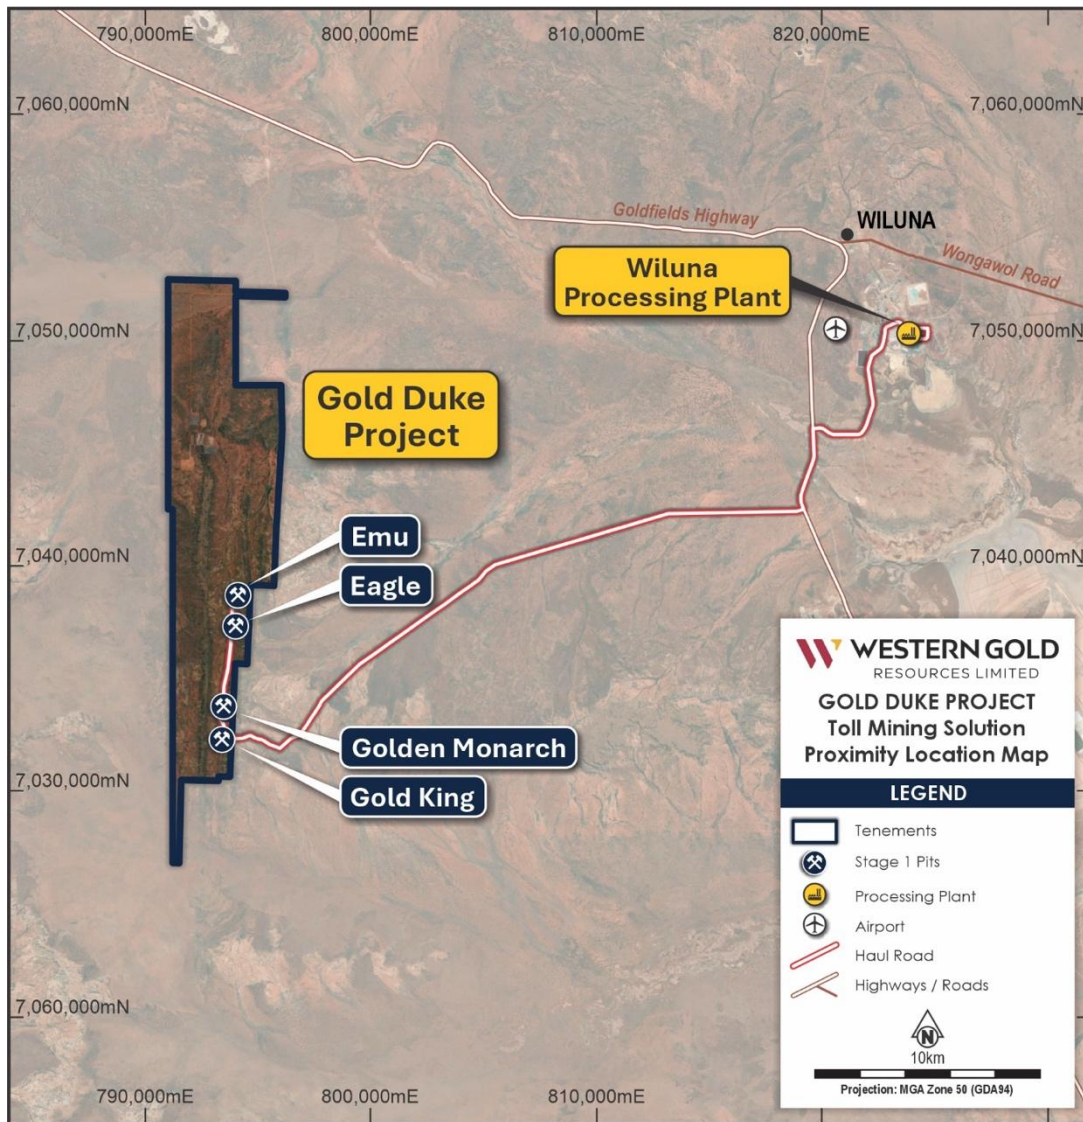 790,000mE
800,000mE
810,000mE
820,000mE
7,060,000mN
7,060,000mN
Goldfields Highway
WILUNA
Wongawol Road
Wiluna
Processing Plant
7,050,000mN
7,050,000mN
Gold Duke
Project
Emu
7,040,000mN
7,040,000mN
Eagle
Golden Monarch
7,030,000mN
Gold King
WESTERN GOLD
RESOURCES LIMITED
GOLD DUKE PROJECT
Toll Mining Solution
Proximity Location Map
LEGEND
Tenements
Stage 1 Pits
Processing Plant
Airport
Haul Road
Highways / Roads
N
10km
Projection: MGA Zone 50 (GDA94)
7,060,000mN
790,000mE
800,000mE
810,000mE